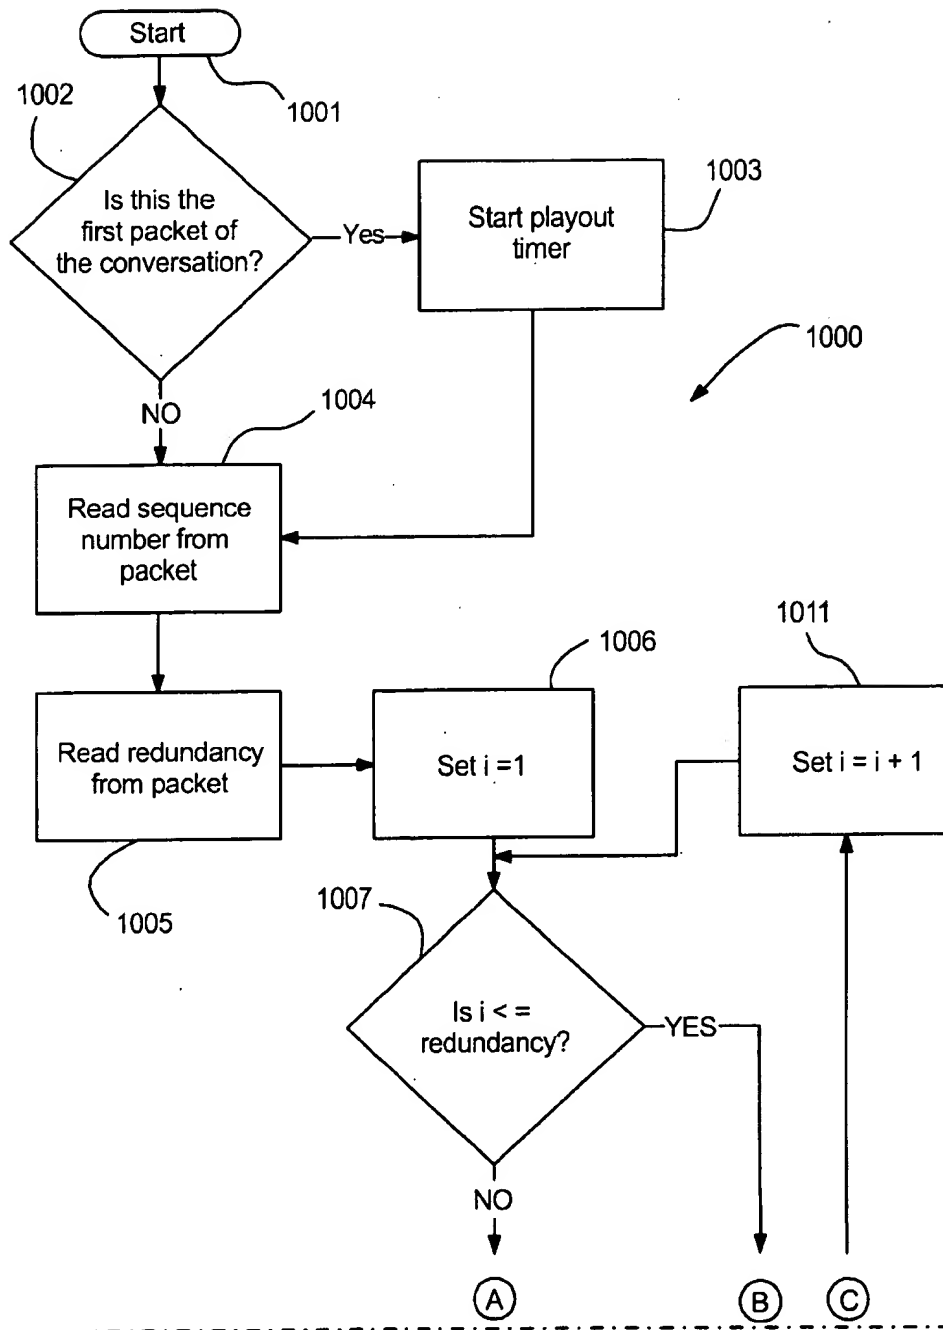 Start
1001
1002
Is this the
first packet of
the conversation?
Yes
Start playout
timer
1003
1000
NO
1004
Read sequence
number from
packet
1006
1011
Read redundancy
from packet
Set i =1
Set i = i + 1
1005
1007
Is i < =
redundancy?
YES
NO
A
B
C